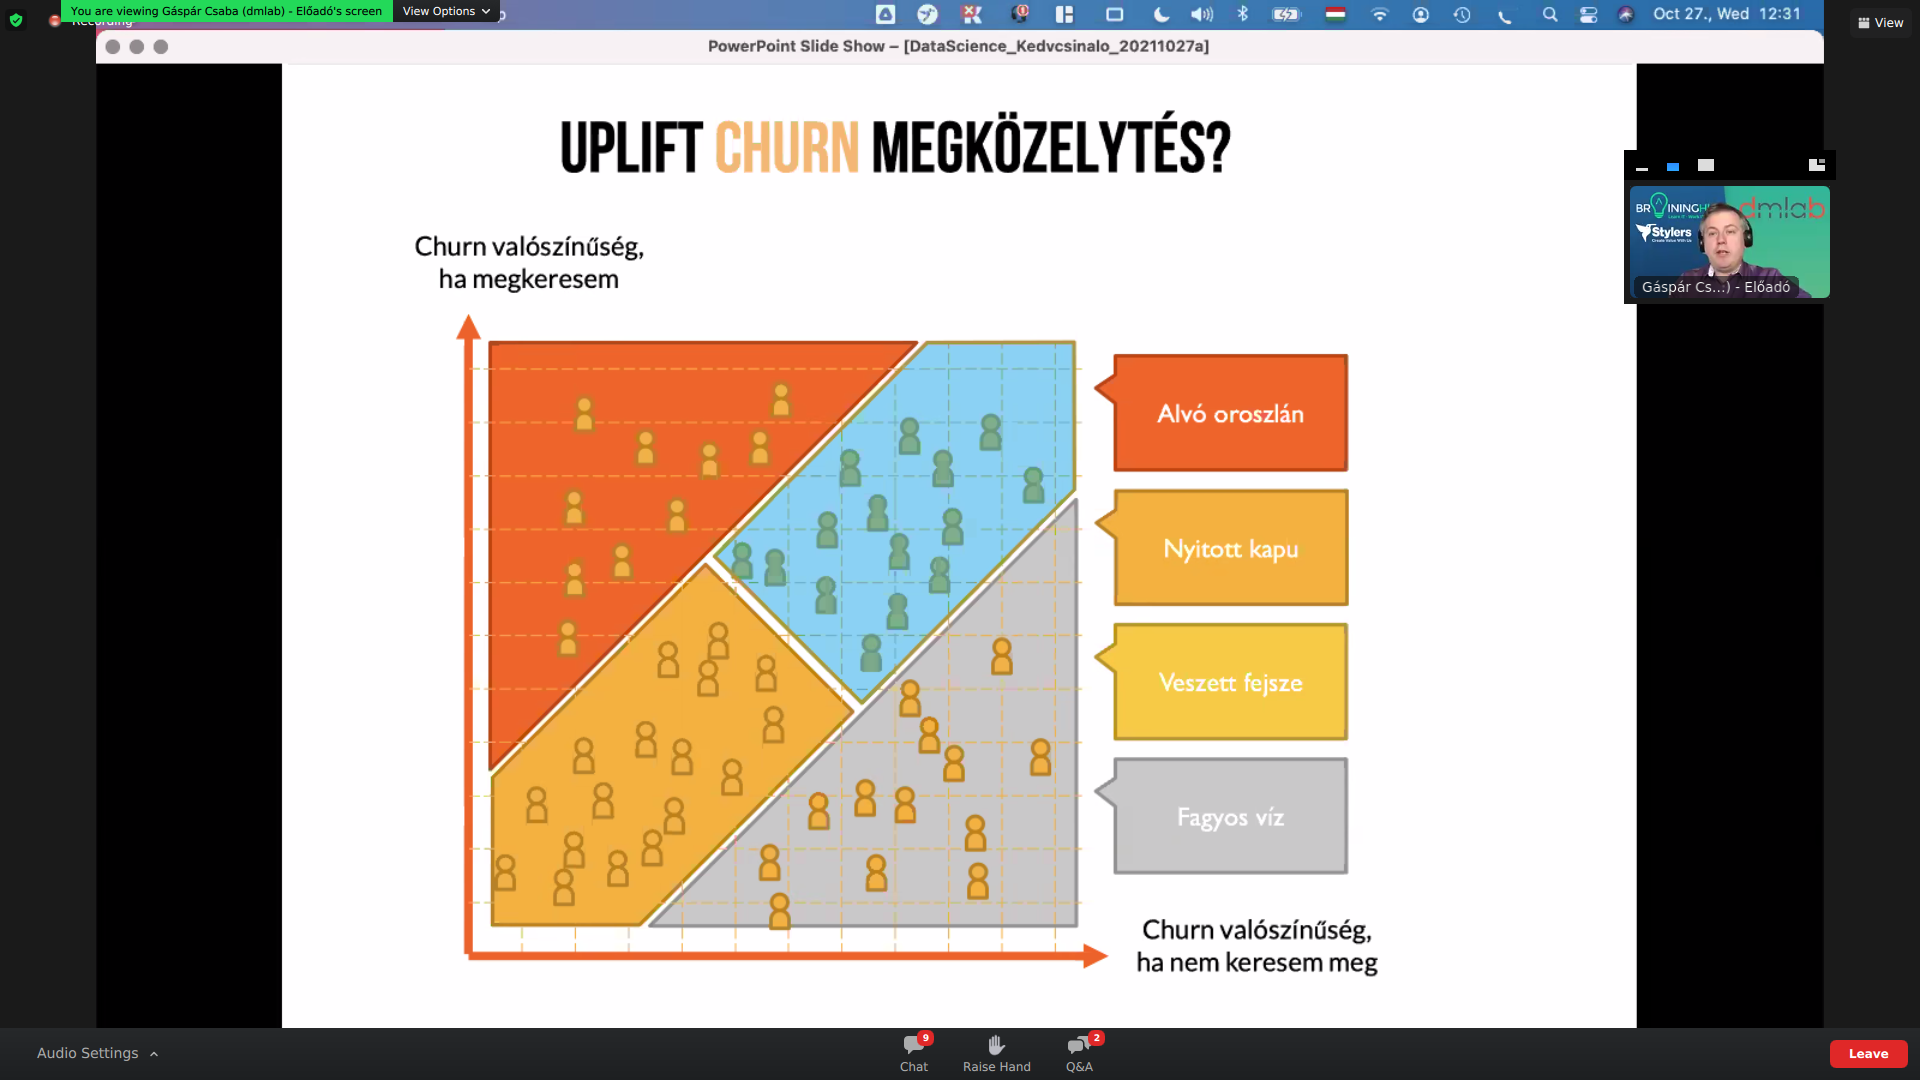 You are viewing Gáspár Csaba (dmlab) - Előadó's screen
View Options
Recording
Oct 27., Wed 12:31
View
PowerPoint Slide Show – [DataScience_Kedvcsinalo_20211027a]
UPLIFT CHURN MEGKÖZELYTÉS?
Churn valószínűség,
ha megkeresem
Alvó oroszlán
Nyitott kapu
Veszett fejsze
Fagyos víz
Churn valószínűség,
ha nem keresem meg
dmlab
Stylers
Gáspár Cs...) - Előadó
Audio Settings
9
Chat
Raise Hand
2
Q&A
Leave